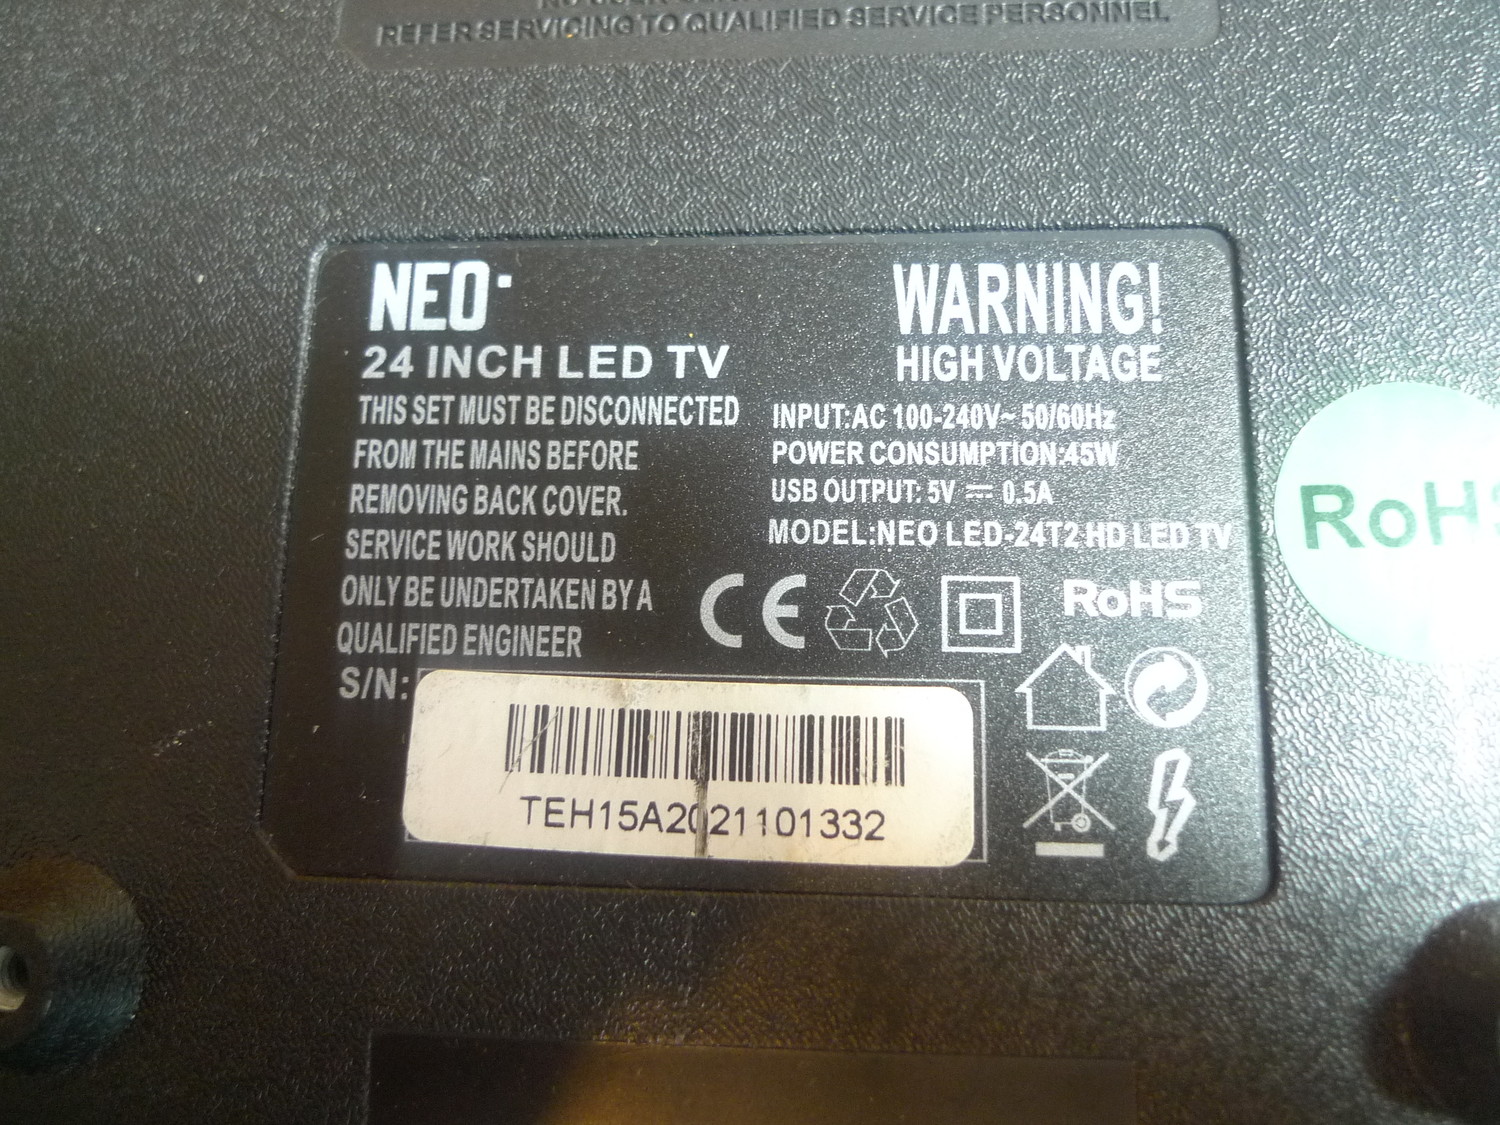 REFER SERVICING TO QUALIFIED SERVICE PERSONNEL
NEO
24 INCH LED TV
THIS SET MUST BE DISCONNECTED
FROM THE MAINS BEFORE
REMOVING BACK COVER.
SERVICE WORK SHOULD
ONLY BE UNDERTAKEN BY A
QUALIFIED ENGINEER
S/N:
TEH15A2021101332
WARNING!
HIGH VOLTAGE
INPUT:AC 100-240V~ 50/60Hz
POWER CONSUMPTION:45W
USB OUTPUT: 5V ⎓ 0.5A
MODEL:NEO LED-24T2 HD LED TV
CE
RoHS
RoHS